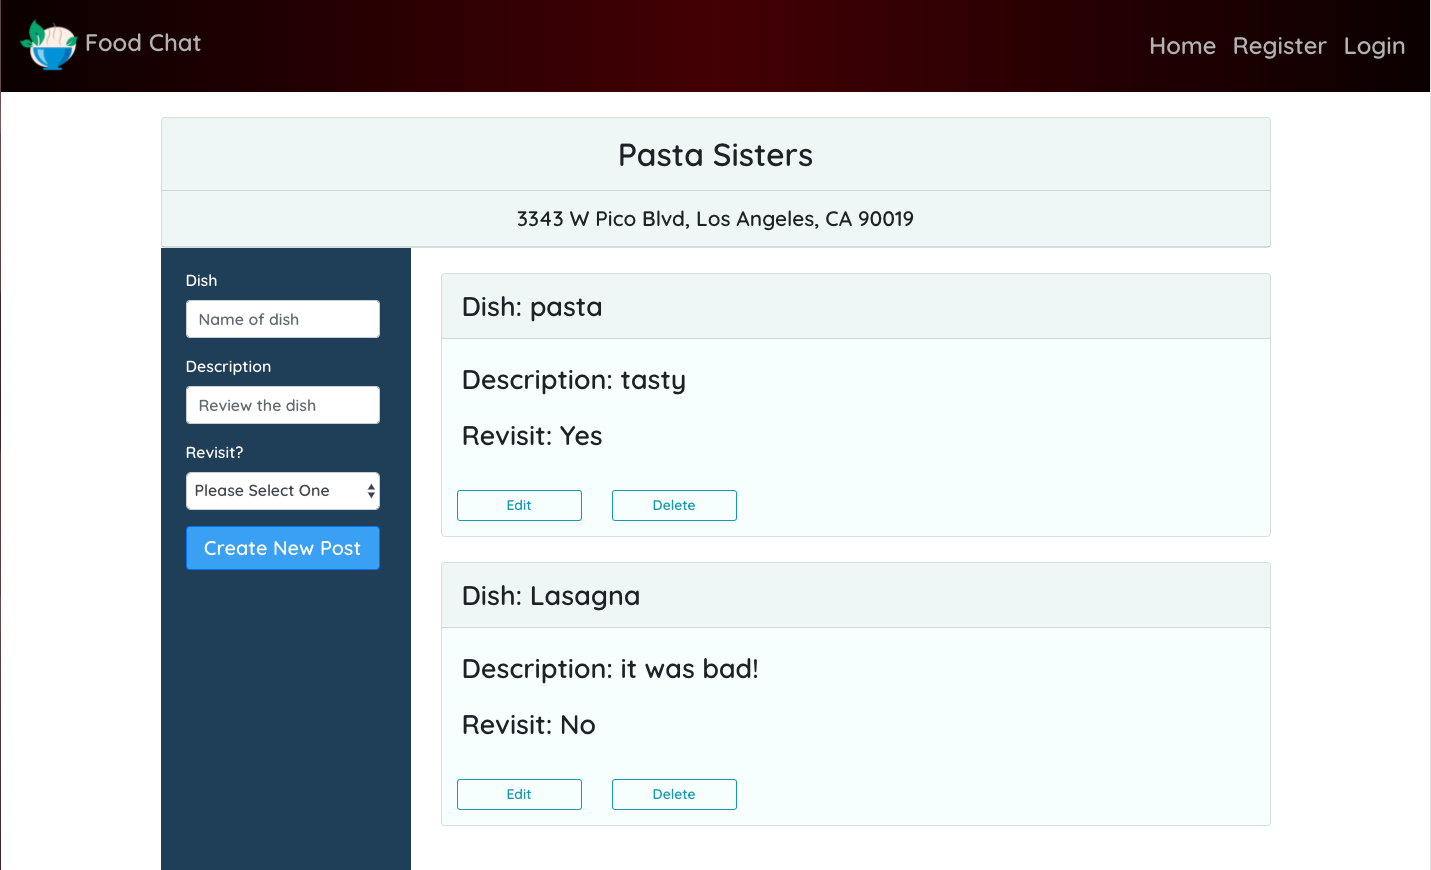 Food Chat
Home Register Login
Pasta Sisters
3343 W Pico Blvd, Los Angeles, CA 90019
Dish
Name of dish
Description
Review the dish
Revisit?
Please Select One
Create New Post
Dish: pasta
Description: tasty
Revisit: Yes
Edit Delete
Dish: Lasagna
Description: it was bad!
Revisit: No
Edit Delete